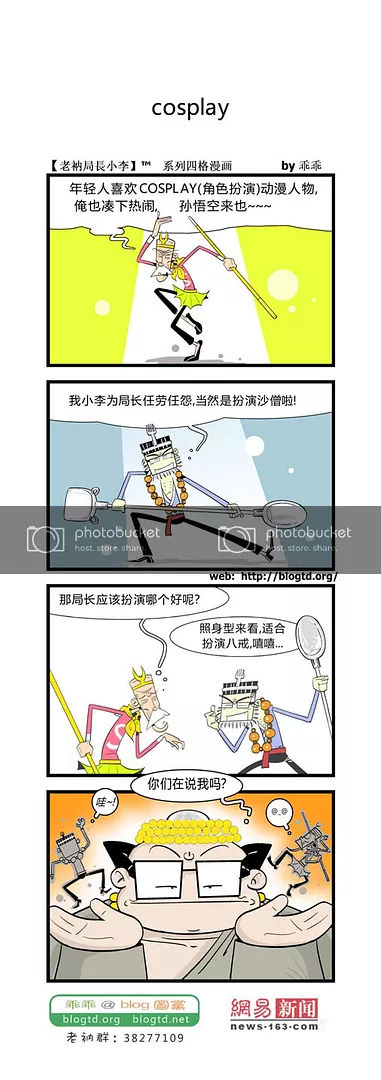 cosplay
【老衲局長小李】™ 系列四格漫画 by 乖乖
年轻人喜欢COSPLAY(角色扮演)动漫人物,
俺也凑下热闹, 孙悟空来也~~~
我小李为局长任劳任怨,当然是扮演沙僧啦!
photobucket
host. store. share.
photobucket
host. store. share.
web: http://blogtd.org/
那局长应该扮演哪个好呢?
照身型来看,适合
扮演八戒,嘻嘻...
你们在说我吗?
哇~!
乖乖@blog圖黨
blogtd.org blogtd.net
老衲群: 38277109
網易 新闻
news·163·com